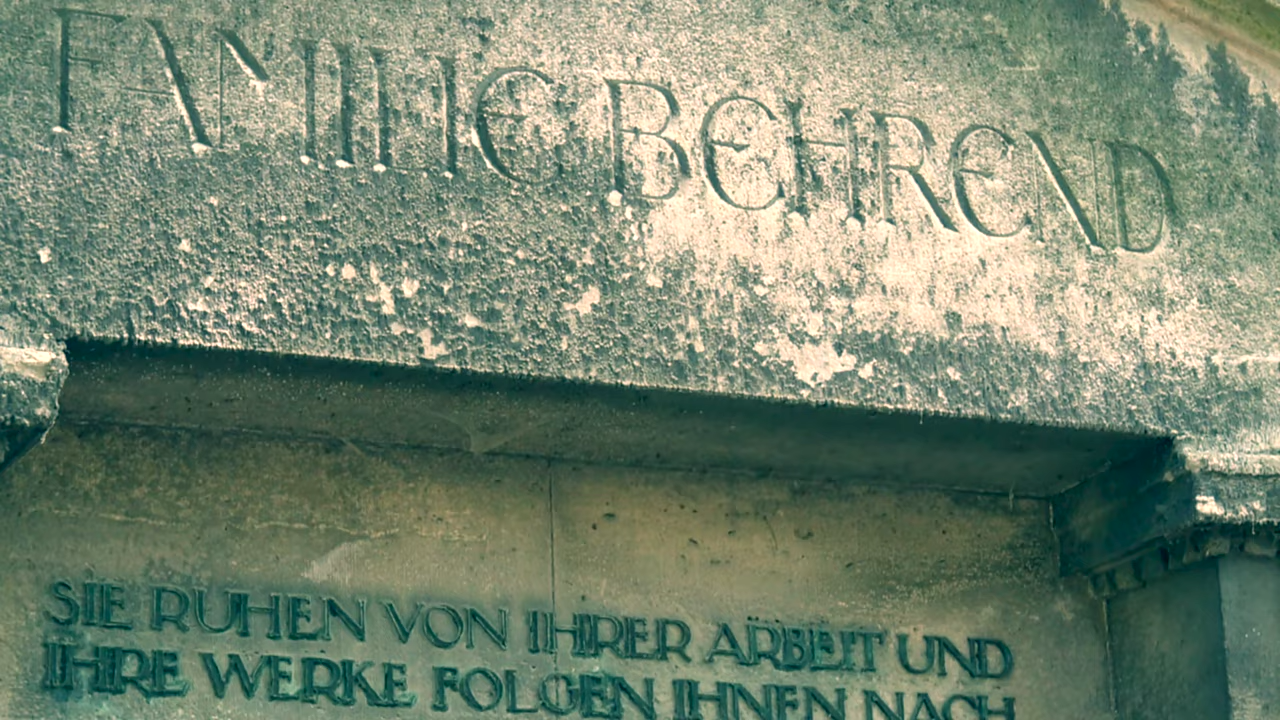 FAMILIE BEHREND
SIE RUHEN VON IHRER ARBEIT UND
IHRE WERKE FOLGEN IHNEN NACH